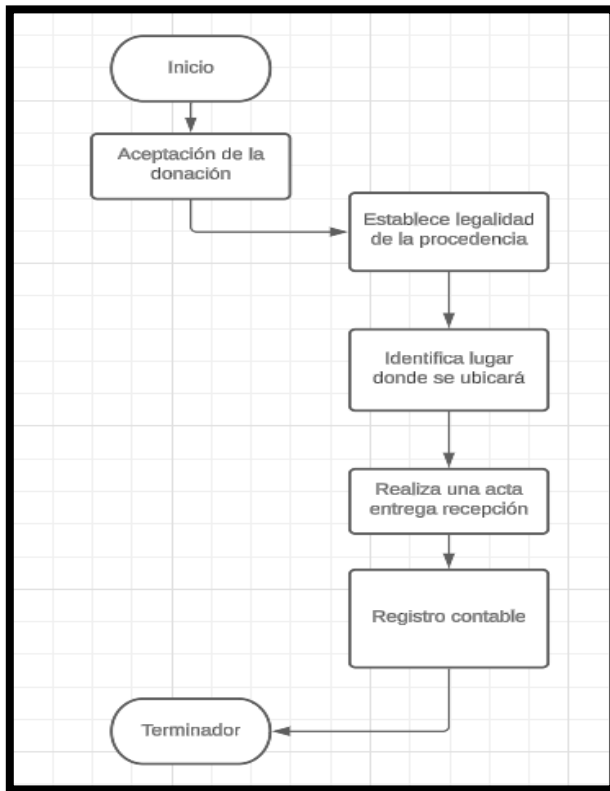 Inicio
Aceptación de la
donación
Establece legalidad
de la procedencia
Identifica lugar
donde se ubicará
Realiza una acta
entrega recepción
Registro contable
Terminador